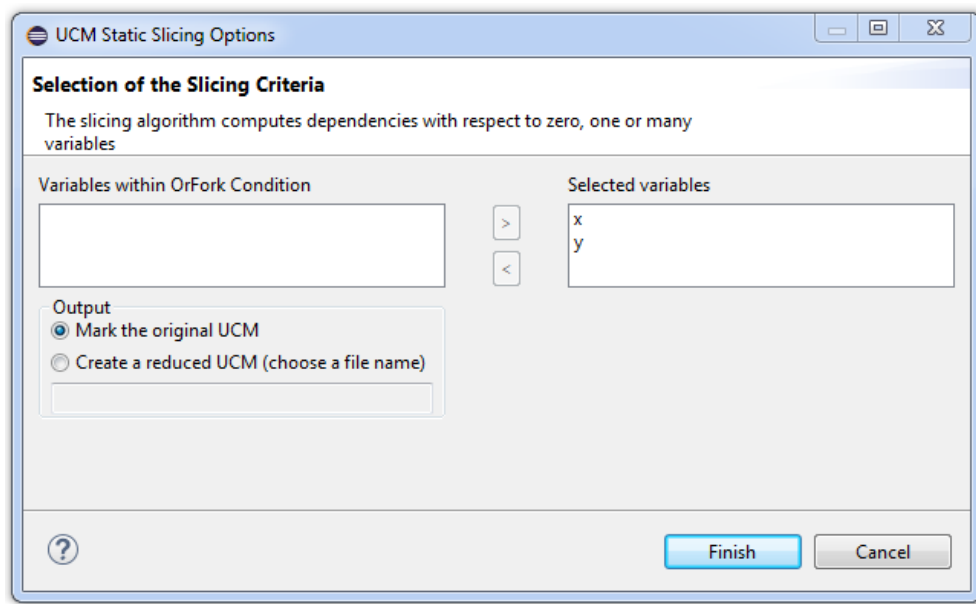 UCM Static Slicing Options
Selection of the Slicing Criteria
The slicing algorithm computes dependencies with respect to zero, one or many
variables
Variables within OrFork Condition
Selected variables
>
<
x
y
Output
Mark the original UCM
Create a reduced UCM (choose a file name)
?
Finish
Cancel